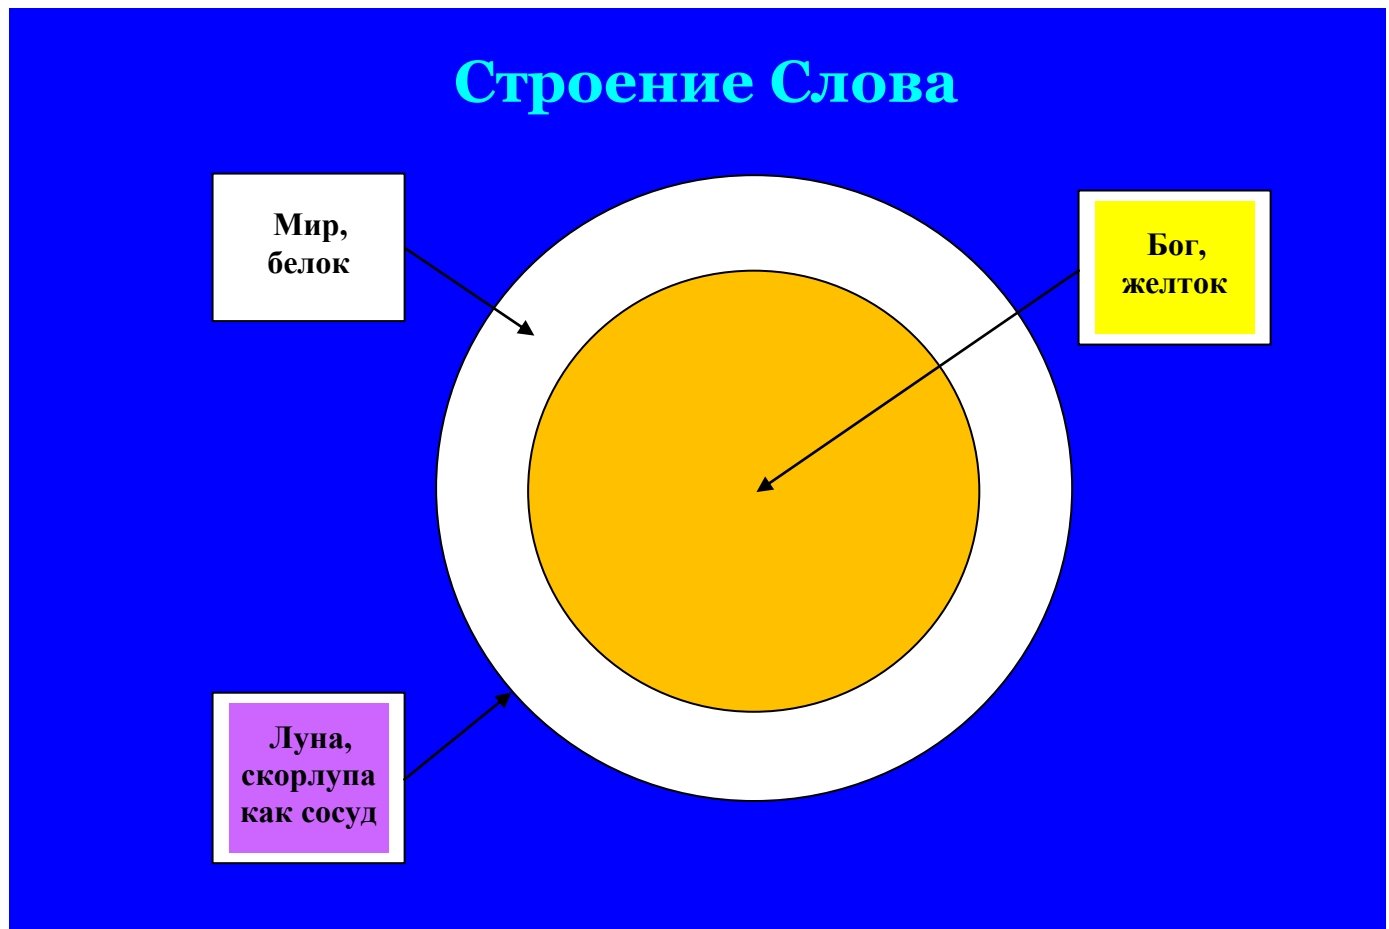 Строение Слова
Мир,
белок
Бог,
желток
Луна,
скорлупа
как сосуд